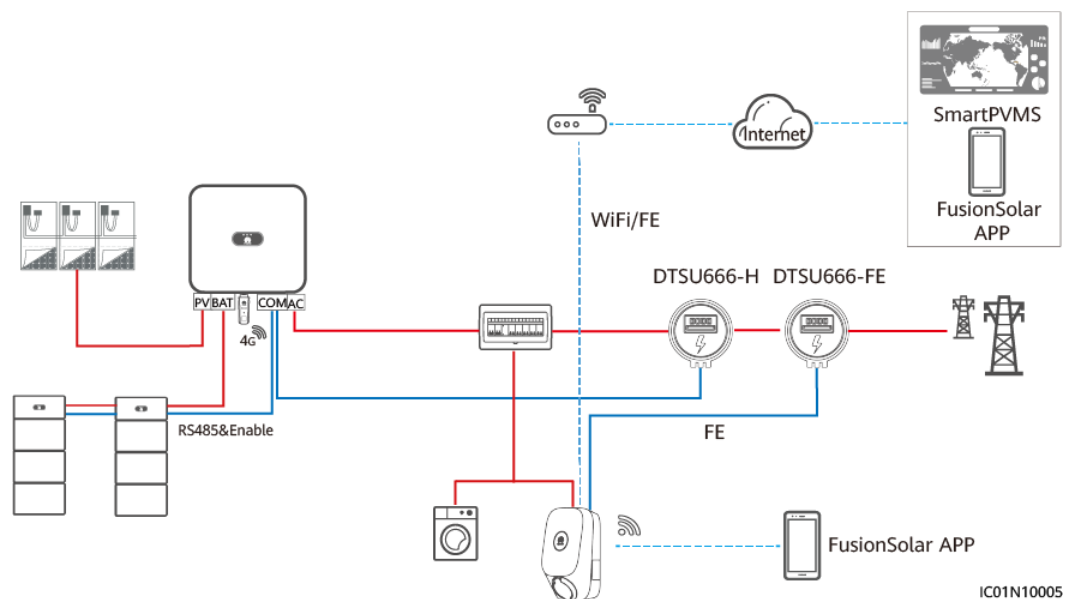 Internet
SmartPVMS
FusionSolar
APP
WiFi/FE
DTSU666-H
DTSU666-FE
PV
BAT
COM
AC
4G
RS485&Enable
FE
FusionSolar APP
IC01N10005